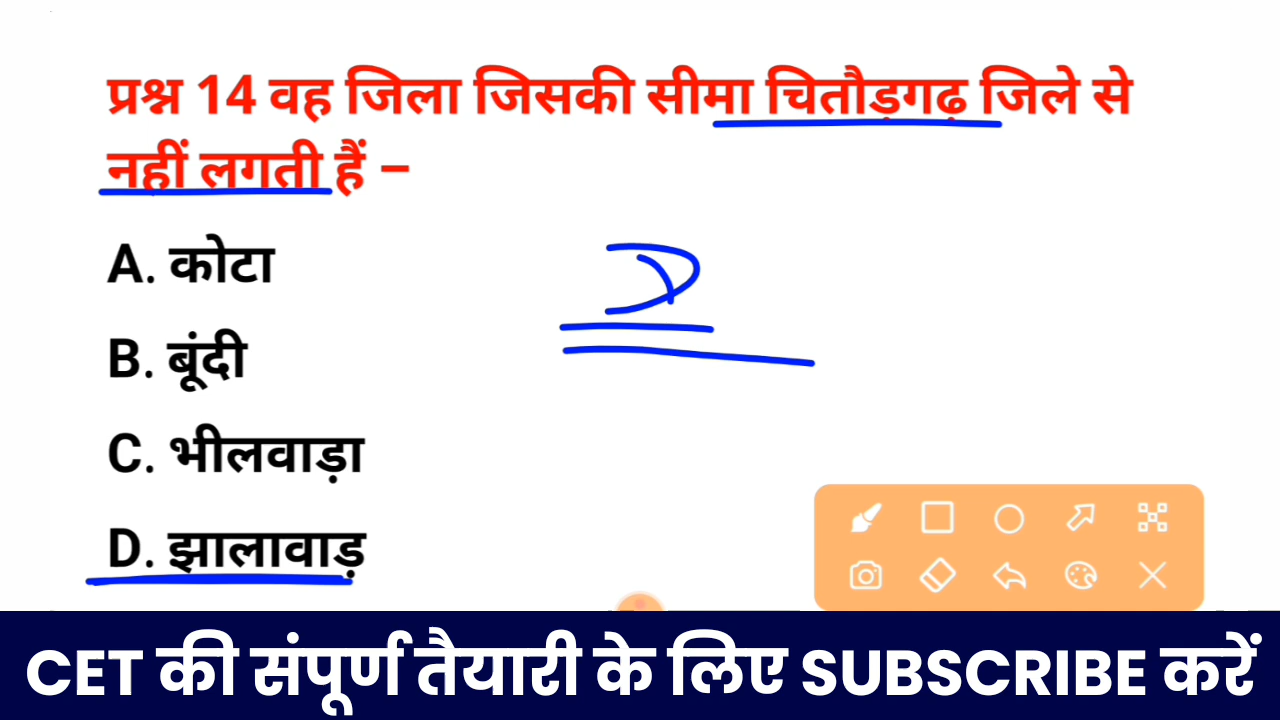 प्रश्न 14 वह जिला जिसकी सीमा चितौड़गढ़ जिले से
नहीं लगती हैं –
A. कोटा
B. बूंदी
C. भीलवाड़ा
D. झालावाड़
D
CET की संपूर्ण तैयारी के लिए SUBSCRIBE करें